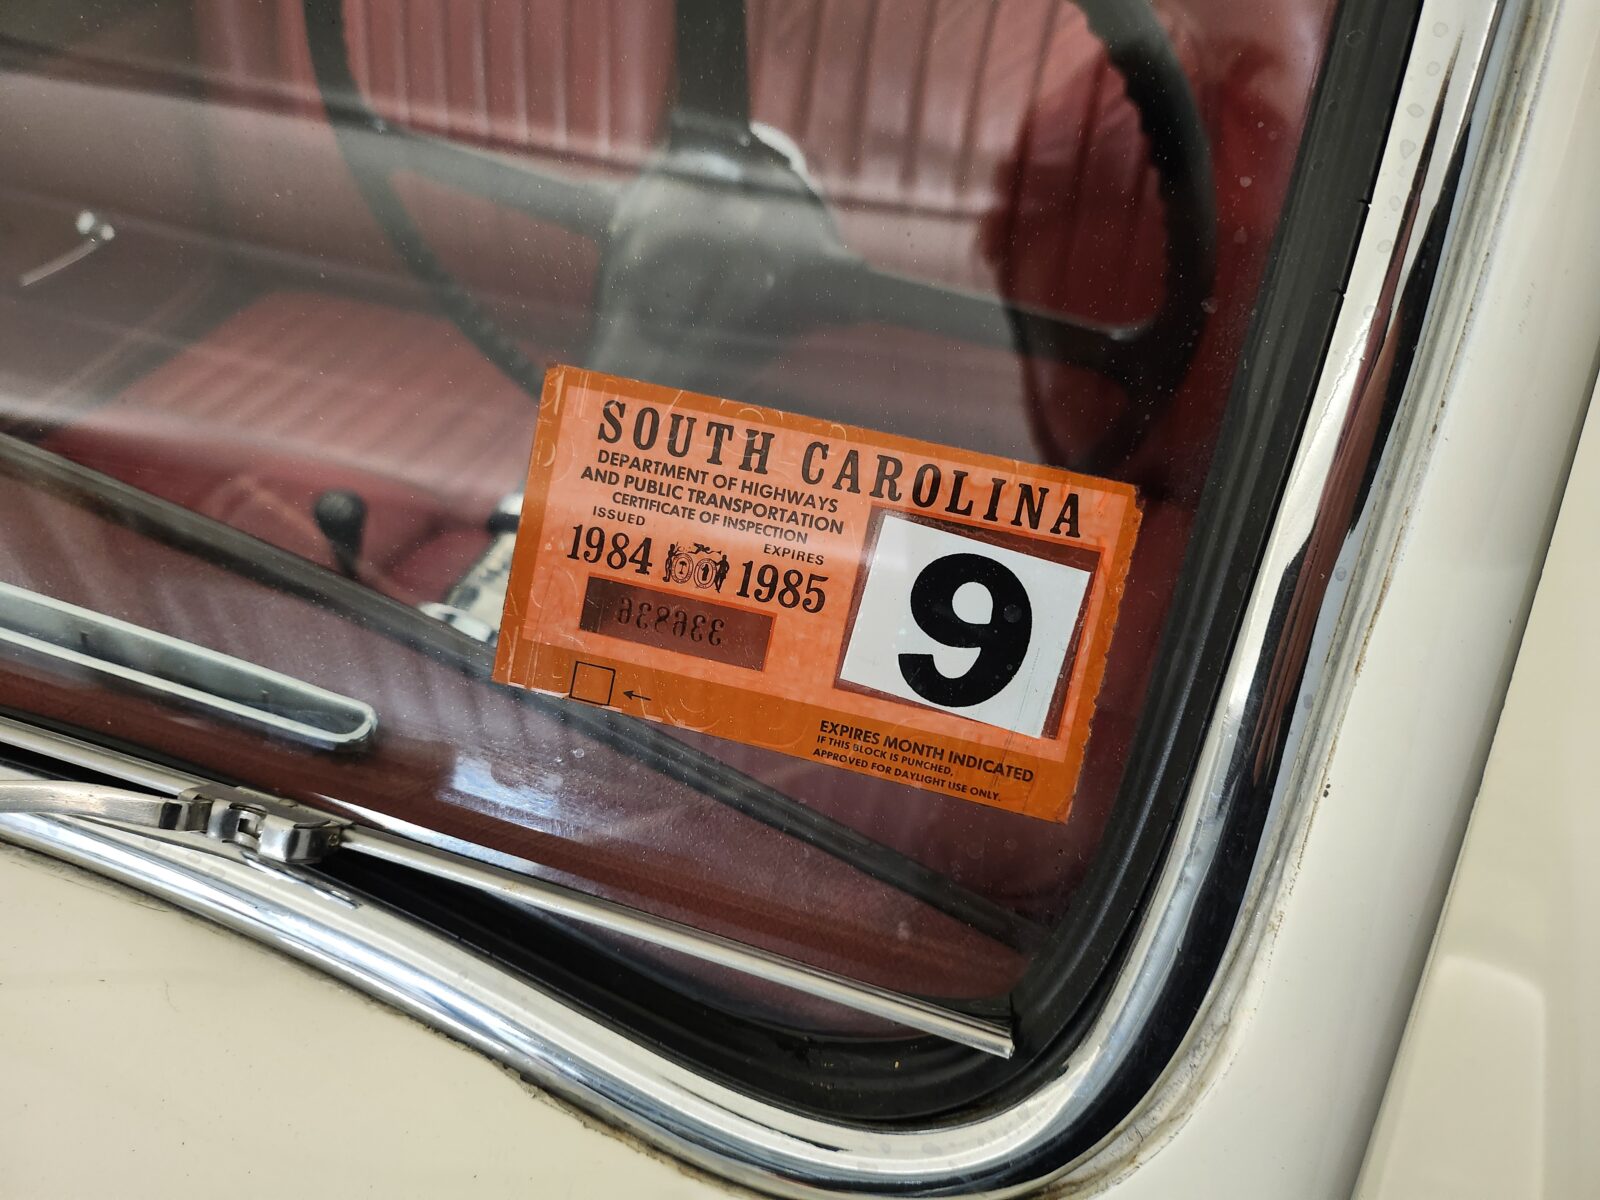 SOUTH CAROLINA
DEPARTMENT OF HIGHWAYS
AND PUBLIC TRANSPORTATION
CERTIFICATE OF INSPECTION
ISSUED
EXPIRES
1984
1985
9
EXPIRES MONTH INDICATED
IF THIS BLOCK IS PUNCHED,
APPROVED FOR DAYLIGHT USE ONLY.